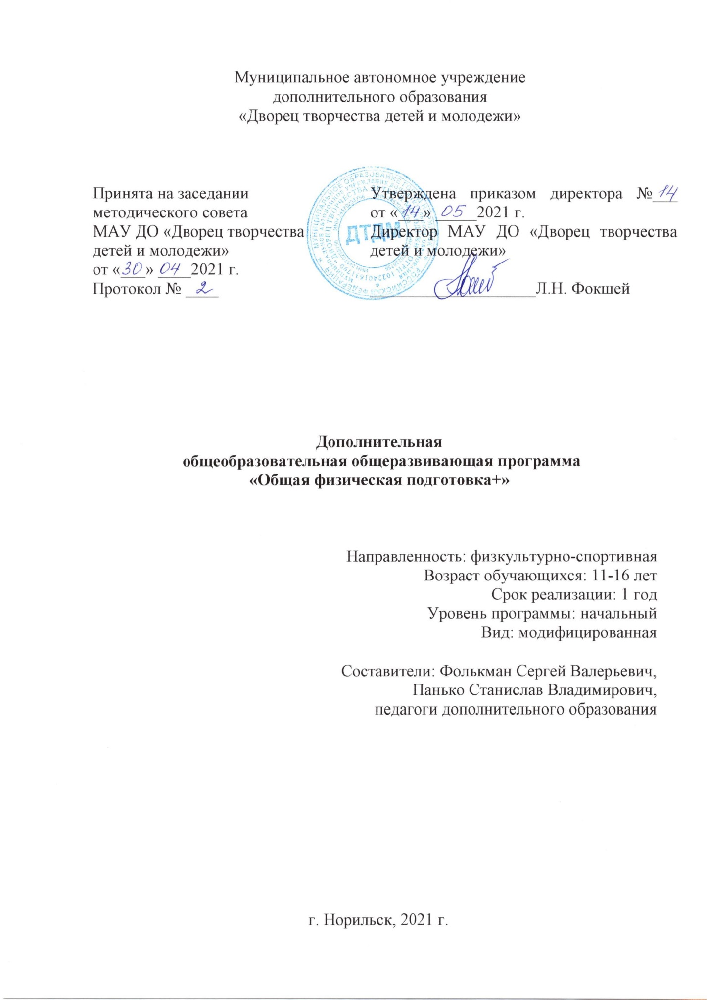 Муниципальное автономное учреждение
дополнительного образования
«Дворец творчества детей и молодежи»
Принята на заседании
методического совета
МАУ ДО «Дворец творчества
детей и молодежи»
от «30» 04 2021 г.
Протокол № 2
Утверждена приказом директора № 14
от «14» 05 2021 г.
Директор МАУ ДО «Дворец творчества
детей и молодежи»
Л.Н. Фокшей
ДТДМ
Дополнительная
общеобразовательная общеразвивающая программа
«Общая физическая подготовка+»
Направленность: физкультурно-спортивная
Возраст обучающихся: 11-16 лет
Срок реализации: 1 год
Уровень программы: начальный
Вид: модифицированная
Составители: Фолькман Сергей Валерьевич,
Панько Станислав Владимирович,
педагоги дополнительного образования
г. Норильск, 2021 г.